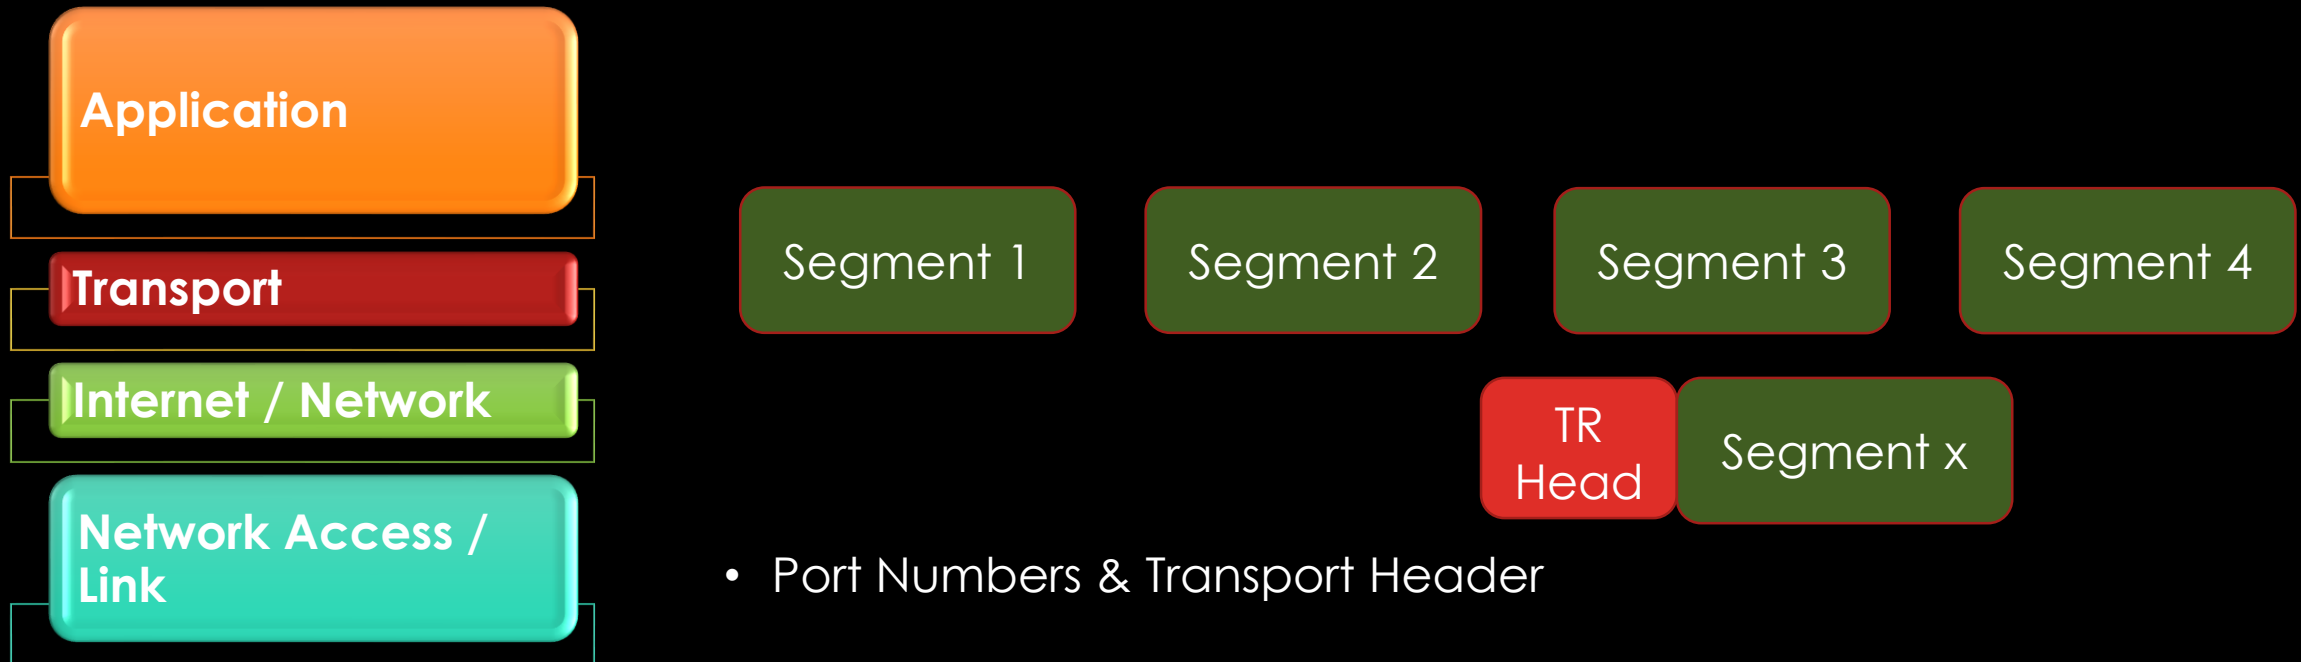 Application
Transport
Internet / Network
Network Access /
Link
Segment 1
Segment 2
Segment 3
Segment 4
TR
Head
Segment x
• Port Numbers & Transport Header